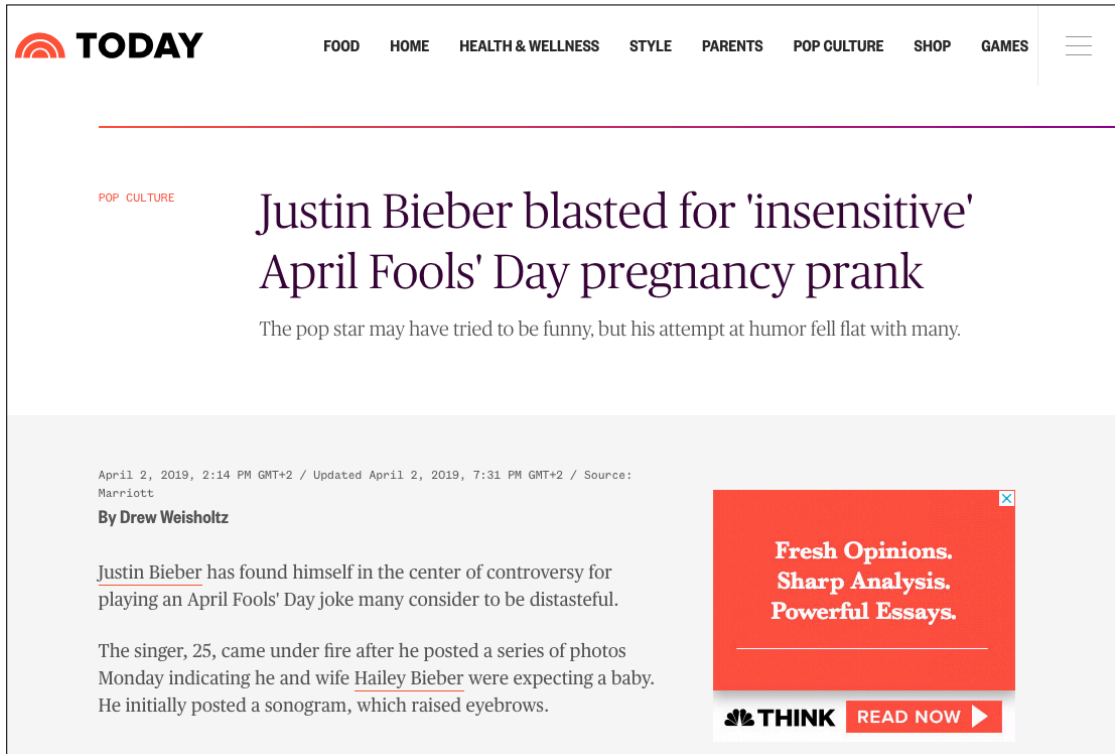 TODAY
FOOD HOME HEALTH & WELLNESS STYLE PARENTS POP CULTURE SHOP GAMES
POP CULTURE
Justin Bieber blasted for 'insensitive'
April Fools' Day pregnancy prank
The pop star may have tried to be funny, but his attempt at humor fell flat with many.
April 2, 2019, 2:14 PM GMT+2 / Updated April 2, 2019, 7:31 PM GMT+2 / Source:
Marriott
By Drew Weisholtz
Justin Bieber has found himself in the center of controversy for
playing an April Fools' Day joke many consider to be distasteful.
The singer, 25, came under fire after he posted a series of photos
Monday indicating he and wife Hailey Bieber were expecting a baby.
He initially posted a sonogram, which raised eyebrows.
Fresh Opinions.
Sharp Analysis.
Powerful Essays.
THINK READ NOW